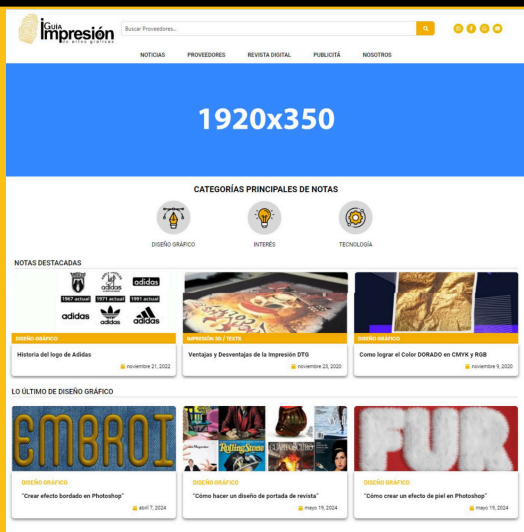 Guía
Impresión
de artes gráficas
Buscar Proveedores...
NOTICIAS PROVEEDORES REVISTA DIGITAL PUBLICITÁ NOSOTROS
1920x350
CATEGORÍAS PRINCIPALES DE NOTAS
DISEÑO GRÁFICO INTERÉS TECNOLOGÍA
NOTAS DESTACADAS
adidas adidas
1967 actual 1971 actual 1991 actual
adidas adidas adidas
DISEÑO GRÁFICO IMPRESIÓN 3D / TEXTIL DISEÑO GRÁFICO
Historia del logo de Adidas Ventajas y Desventajas de la Impresión DTG Como lograr el Color DORADO en CMYK y RGB
noviembre 21, 2022 noviembre 23, 2020 noviembre 9, 2020
LO ÚLTIMO DE DISEÑO GRÁFICO
EMBROI RollingStone CUARTOSCURO FUR
DISEÑO GRÁFICO DISEÑO GRÁFICO DISEÑO GRÁFICO
"Crear efecto bordado en Photoshop" "Cómo hacer un diseño de portada de revista" "Cómo crear un efecto de piel en Photoshop"
abril 7, 2024 mayo 19, 2024 mayo 19, 2024